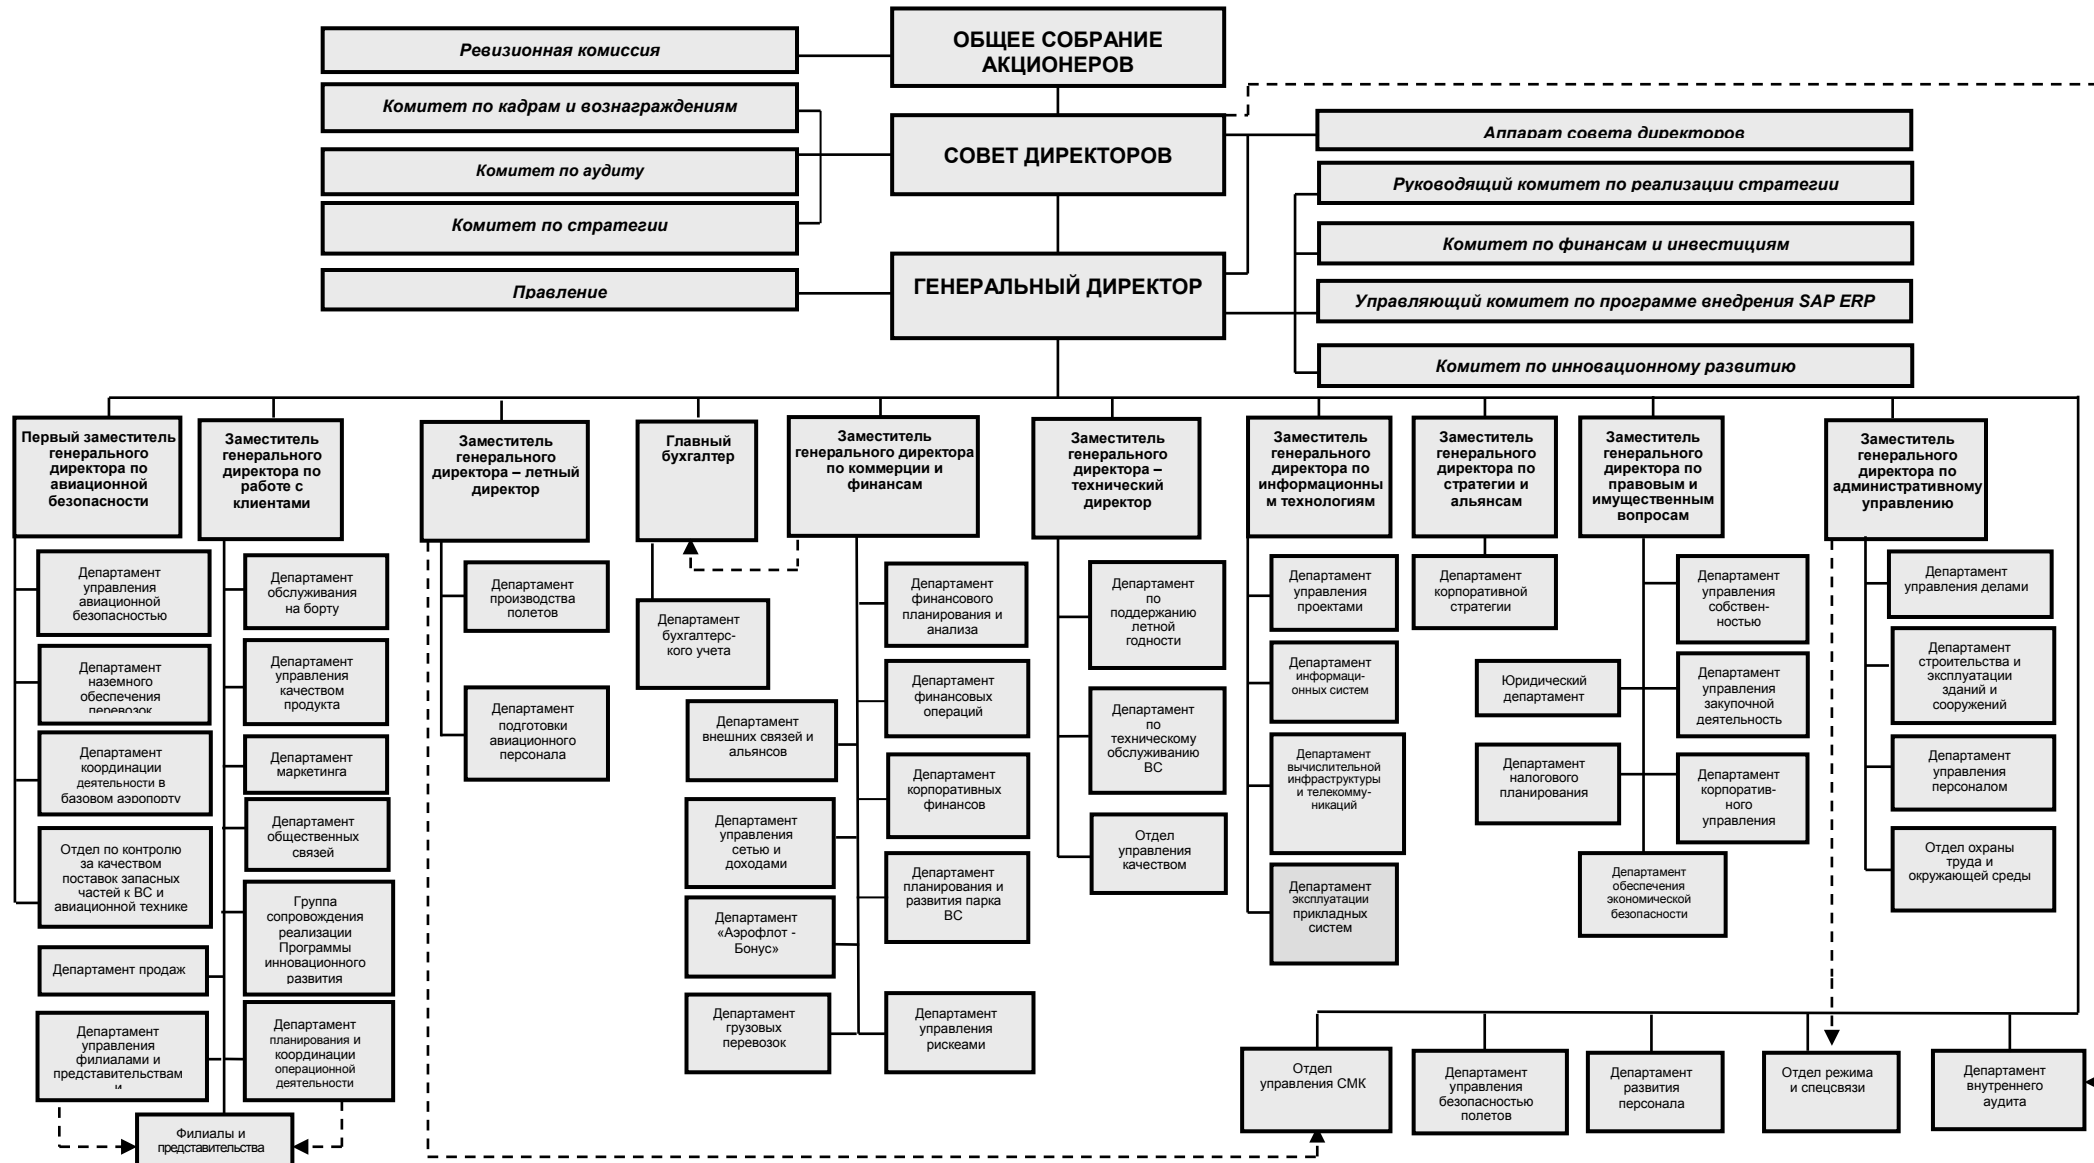 ОБЩЕЕ СОБРАНИЕ
АКЦИОНЕРОВ
Ревизионная комиссия
Комитет по кадрам и вознаграждениям
СОВЕТ ДИРЕКТОРОВ
Аппарат совета директоров
Комитет по аудиту
Руководящий комитет по реализации стратегии
Комитет по стратегии
Комитет по финансам и инвестициям
ГЕНЕРАЛЬНЫЙ ДИРЕКТОР
Правление
Управляющий комитет по программе внедрения SAP ERP
Комитет по инновационному развитию
Первый заместитель
генерального
директора по
авиационной
безопасности
Заместитель
генерального
директора по
работе с
клиентами
Заместитель
генерального
директора – летный
директор
Главный
бухгалтер
Заместитель
генерального директора
по коммерции и
финансам
Заместитель
генерального
директора –
технический
директор
Заместитель
генерального
директора по
информационны
м технологиям
Заместитель
генерального
директора по
стратегии и
альянсам
Заместитель
генерального
директора по
правовым и
имущественным
вопросам
Заместитель
генерального
директора по
административному
управлению
Департамент
управления
авиационной
безопасностью
Департамент
наземного
обеспечения
перевозок
Департамент
координации
деятельности в
базовом аэропорту
Отдел по контролю
за качеством
поставок запасных
частей к ВС и
авиационной технике
Департамент
обслуживания
на борту
Департамент
управления
качеством
продукта
Департамент
маркетинга
Департамент
общественных
связей
Группа
сопровождения
реализации
Программы
инновационного
развития
Департамент продаж
Департамент
управления
филиалами и
представительствам
и
Департамент
планирования и
координации
операционной
деятельности
Филиалы и
представительства
Департамент
производства
полетов
Департамент
подготовки
авиационного
персонала
Департамент
бухгалтерс-
кого учета
Департамент
финансового
планирования и
анализа
Департамент
финансовых
операций
Департамент
внешних связей и
альянсов
Департамент
корпоративных
финансов
Департамент
управления
сетью и
доходами
Департамент
планирования и
развития парка
ВС
Департамент
«Аэрофлот -
Бонус»
Департамент
грузовых
перевозок
Департамент
управления
рискеами
Департамент
по
поддержанию
летной
годности
Департамент
по
техническому
обслуживанию
ВС
Отдел
управления
качеством
Департамент
управления
проектами
Департамент
информаци-
онных систем
Департамент
вычислительной
инфраструктуры
и телекомму-
никаций
Департамент
эксплуатации
прикладных
систем
Департамент
корпоративной
стратегии
Департамент
управления
собствен-
ностью
Юридический
департамент
Департамент
управления
закупочной
деятельность
Департамент
налогового
планирования
Департамент
корпоратив-
ного
управления
Департамент
обеспечения
экономической
безопасности
Департамент
управления делами
Департамент
строительства и
эксплуатации
зданий и
сооружений
Департамент
управления
персоналом
Отдел охраны
труда и
окружающей среды
Отдел
управления СМК
Департамент
управления
безопасностью
полетов
Департамент
развития
персонала
Отдел режима
и спецсвязи
Департамент
внутреннего
аудита